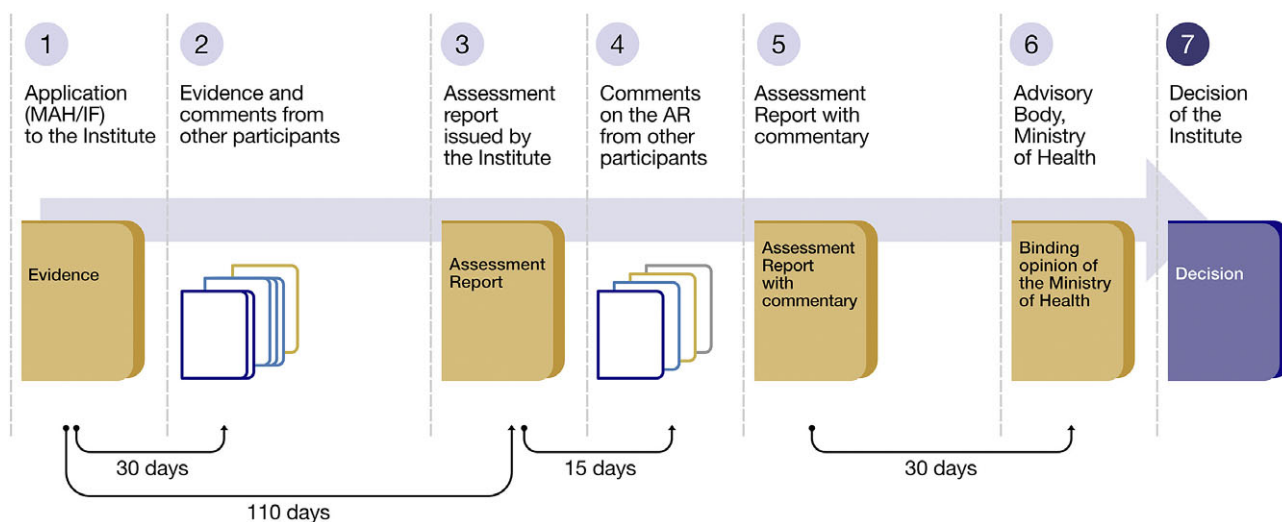 1
Application
(MAH/IF)
to the Institute
2
Evidence and
comments from
other participants
3
Assessment
report
issued by
the Institute
4
Comments
on the AR
from other
participants
5
Assessment
Report with
commentary
6
Advisory
Body,
Ministry
of Health
7
Decision
of the
Institute
Evidence
Assessment
Report
Assessment
Report
with
commentary
Binding
opinion of
the Ministry
of Health
Decision
30 days
15 days
30 days
110 days